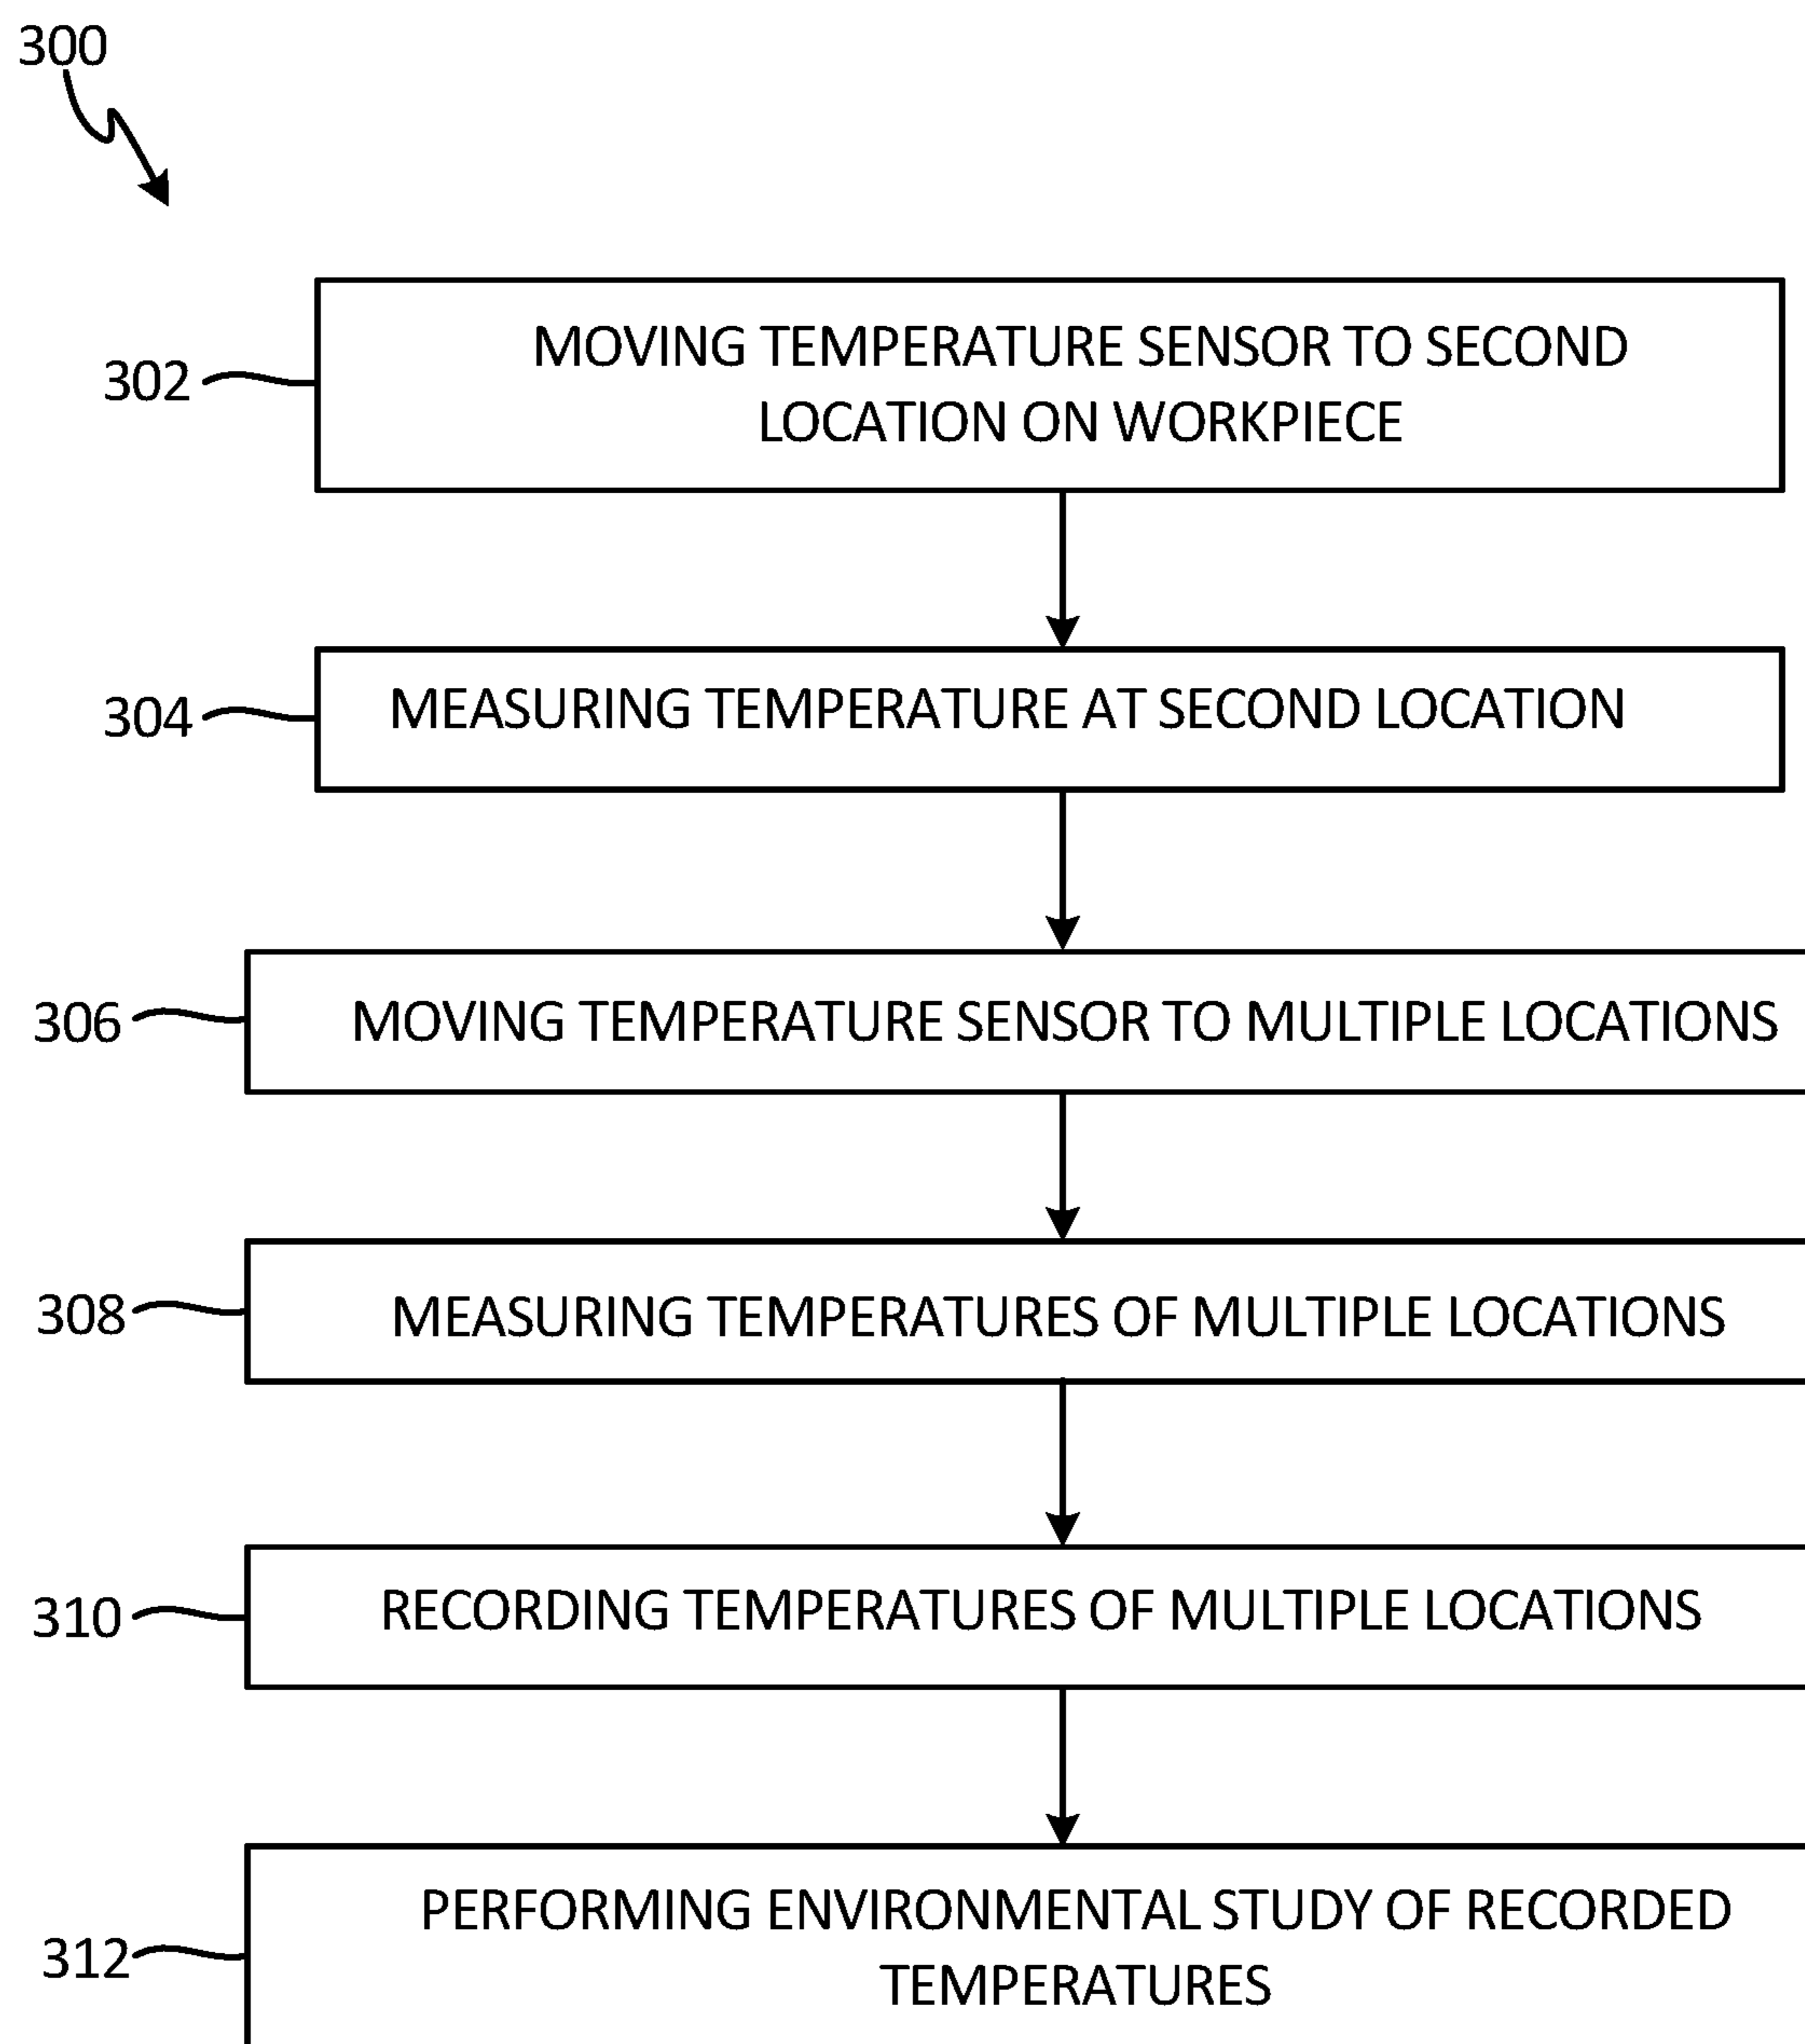 300
302
MOVING TEMPERATURE SENSOR TO SECOND
LOCATION ON WORKPIECE
304
MEASURING TEMPERATURE AT SECOND LOCATION
306
MOVING TEMPERATURE SENSOR TO MULTIPLE LOCATIONS
308
MEASURING TEMPERATURES OF MULTIPLE LOCATIONS
310
RECORDING TEMPERATURES OF MULTIPLE LOCATIONS
312
PERFORMING ENVIRONMENTAL STUDY OF RECORDED
TEMPERATURES